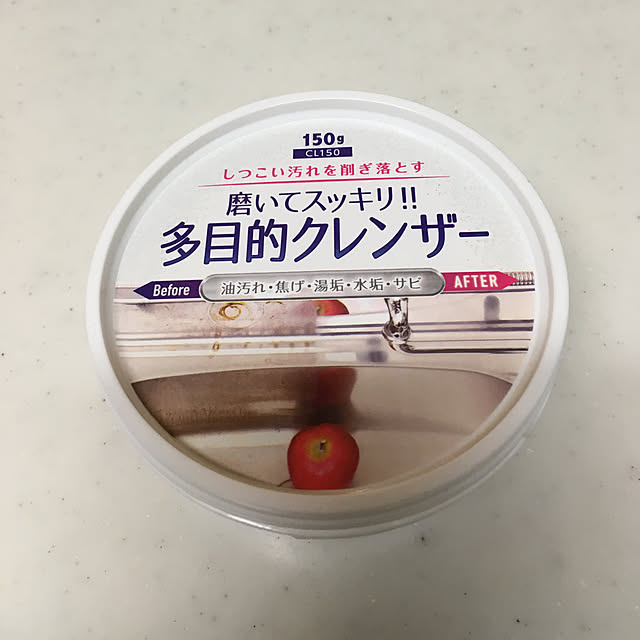 150g
CL150
しつこい汚れを削ぎ落とす
磨いてスッキリ!!
多目的クレンザー
Before 油汚れ・焦げ・湯垢・水垢・サビ AFTER